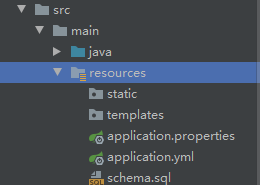 src
main
java
resources
static
templates
application.properties
application.yml
schema.sql